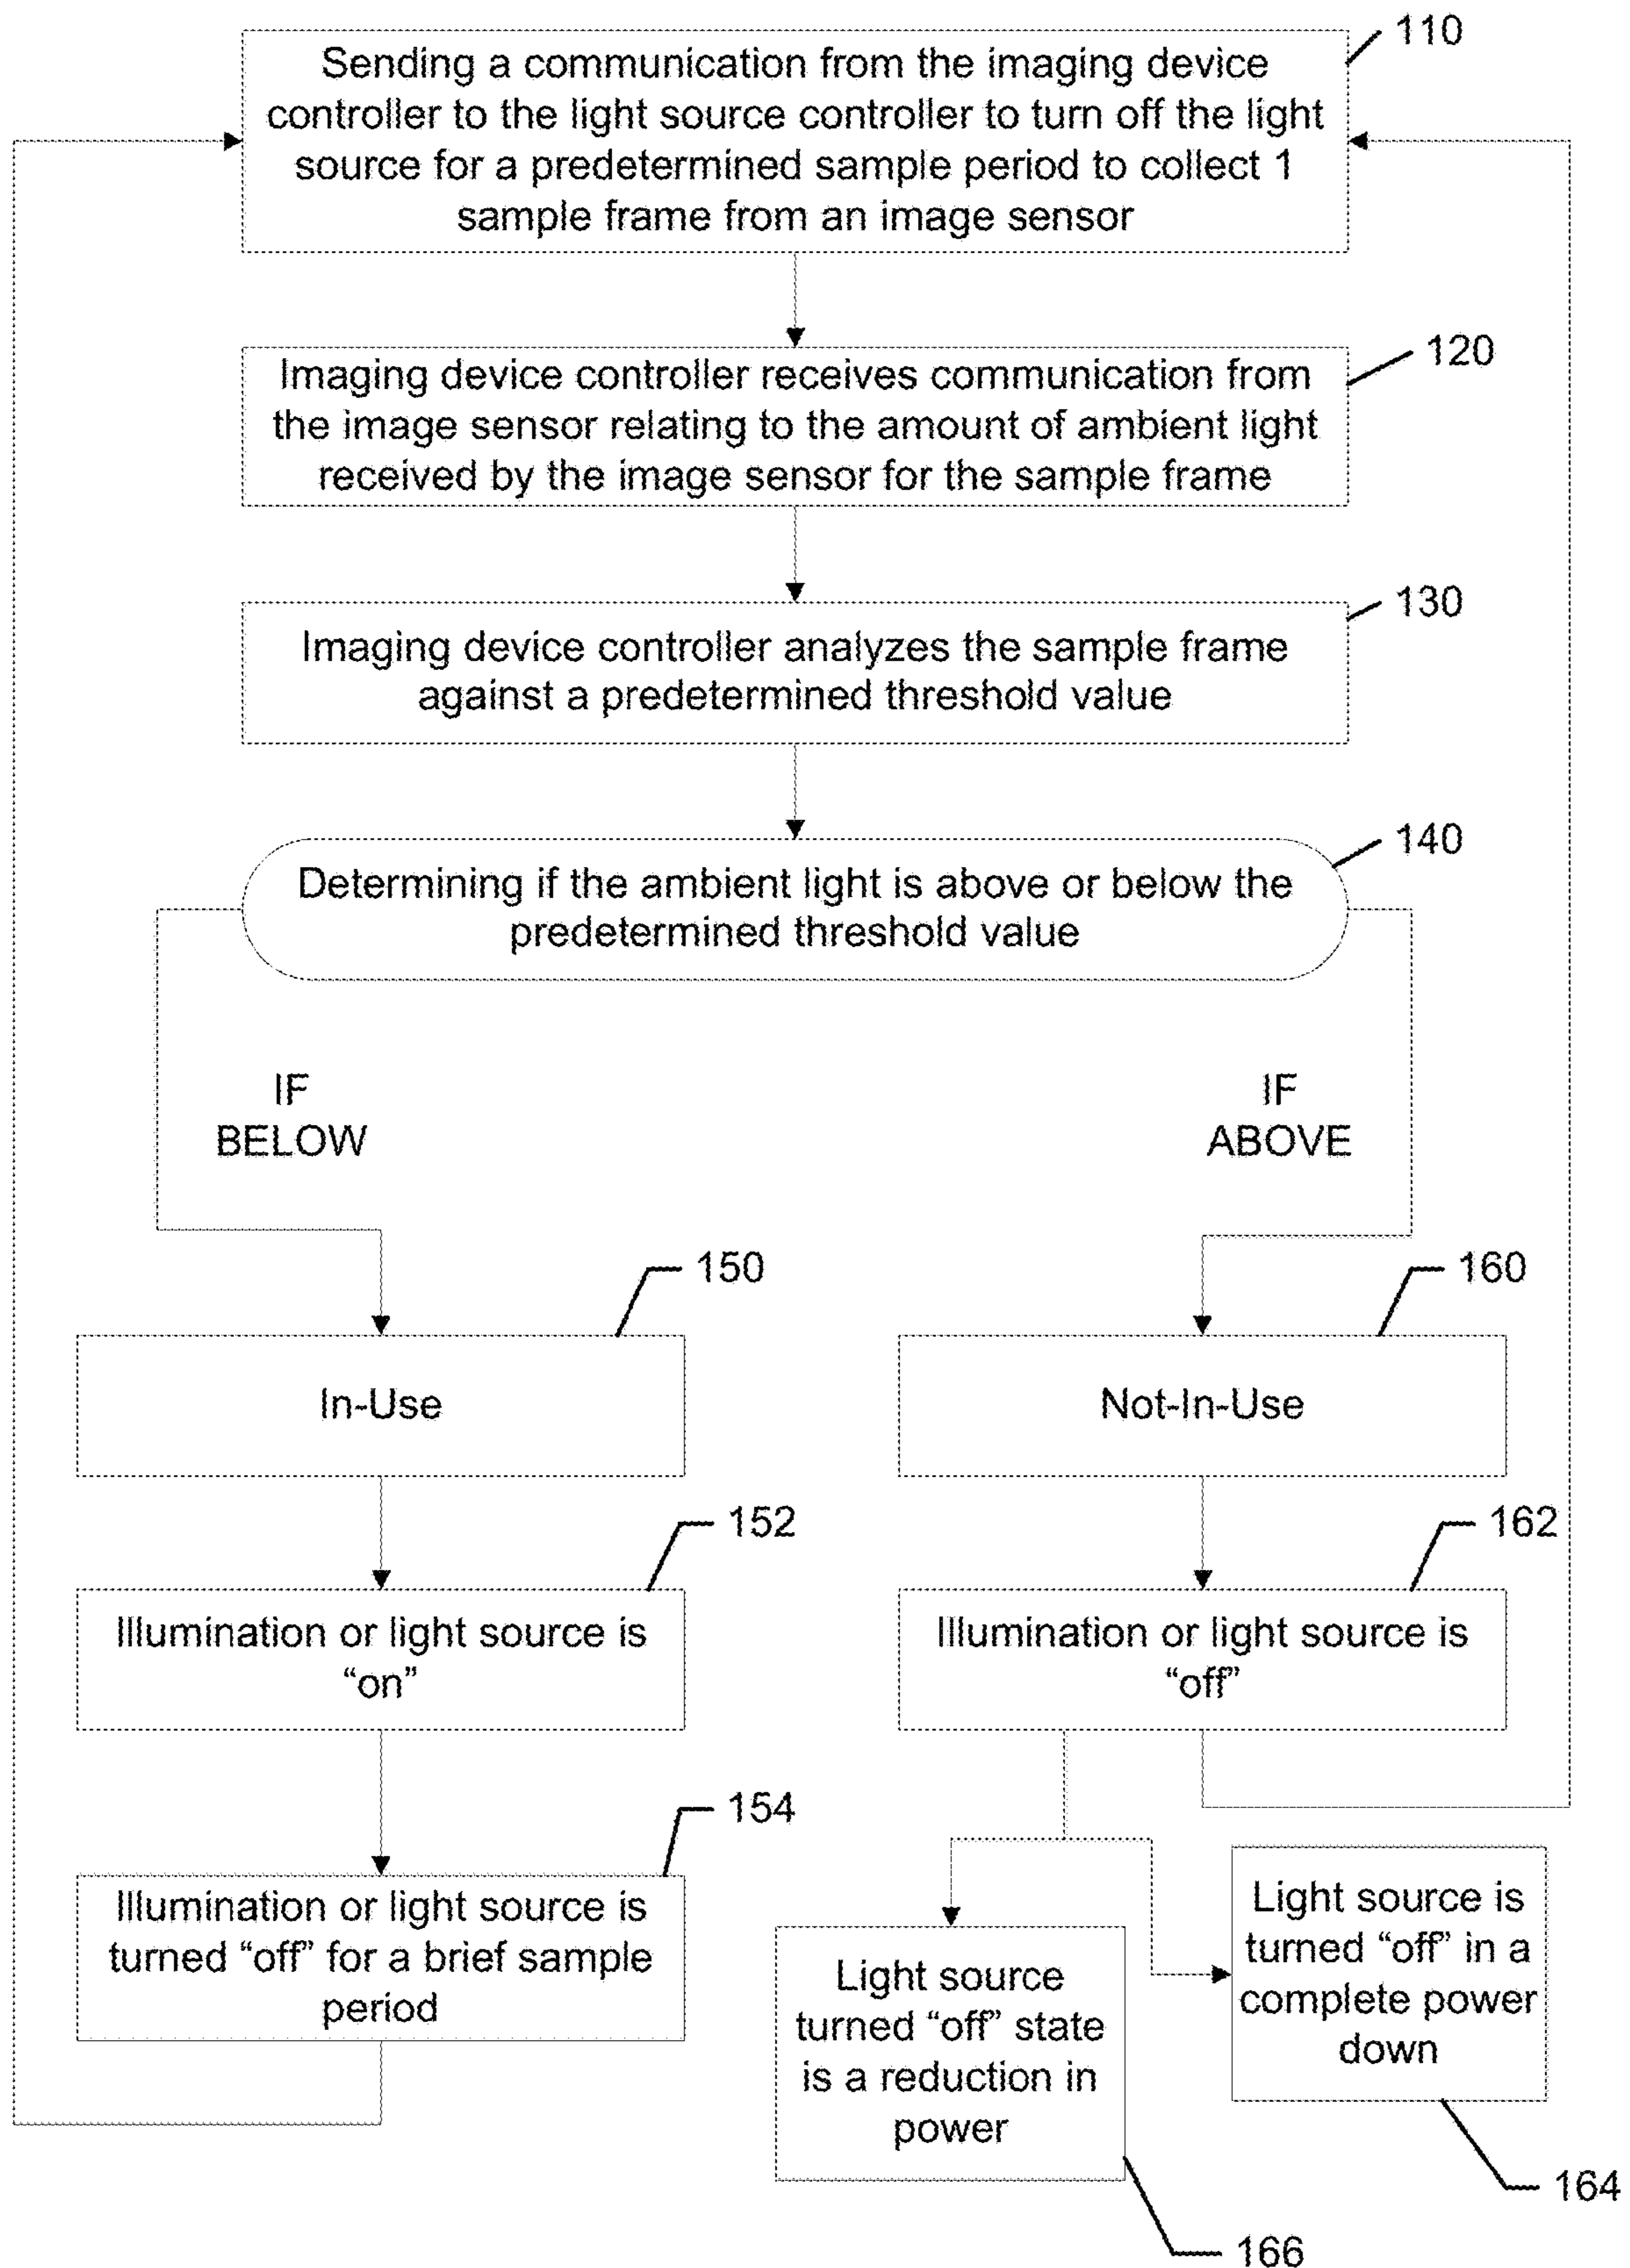 110
Sending a communication from the imaging device
controller to the light source controller to turn off the light
source for a predetermined sample period to collect 1
sample frame from an image sensor
120
Imaging device controller receives communication from
the image sensor relating to the amount of ambient light
received by the image sensor for the sample frame
130
Imaging device controller analyzes the sample frame
against a predetermined threshold value
140
Determining if the ambient light is above or below the
predetermined threshold value
IF
BELOW
IF
ABOVE
150
In-Use
160
Not-In-Use
152
Illumination or light source is
“on”
162
Illumination or light source is
“off”
154
Illumination or light source is
turned “off” for a brief sample
period
Light source
turned “off” state
is a reduction in
power
166
Light source is
turned “off” in a
complete power
down
164